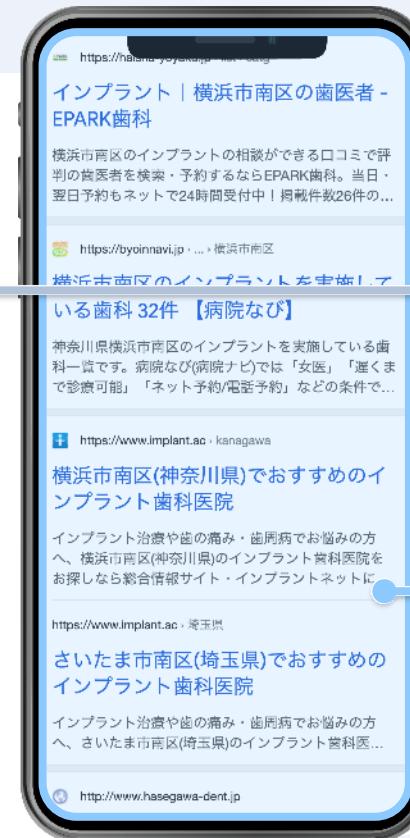 インプラント｜横浜市南区の歯医者 -
EPARK歯科
横浜市南区のインプラントの相談ができる口コミで評
判の歯医者を検索・予約するならEPARK歯科。当日・
翌日予約もネットで24時間受付中！掲載件数26件の...
https://byoinnavi.jp › ... › 横浜市南区
横浜市南区のインプラントを実施して
いる歯科 32件 【病院なび】
神奈川県横浜市南区のインプラントを実施している歯
科一覧です。病院なび(病院ナビ)では「女医」「遅くま
で診療可能」「ネット予約/電話予約」などの条件で...
https://www.implant.ac › kanagawa
横浜市南区(神奈川県)でおすすめのイ
ンプラント歯科医院
インプラント治療や歯の痛み・歯周病でお悩みの方
へ、横浜市南区(神奈川県)のインプラント歯科医院を
お探しなら総合情報サイト・インプラントネットに
https://www.implant.ac › 埼玉県
さいたま市南区(埼玉県)でおすすめの
インプラント歯科医院
インプラント治療や歯の痛み・歯周病でお悩みの方
へ、さいたま市南区(埼玉県)のインプラント歯科医...
http://www.hasegawa-dent.jp